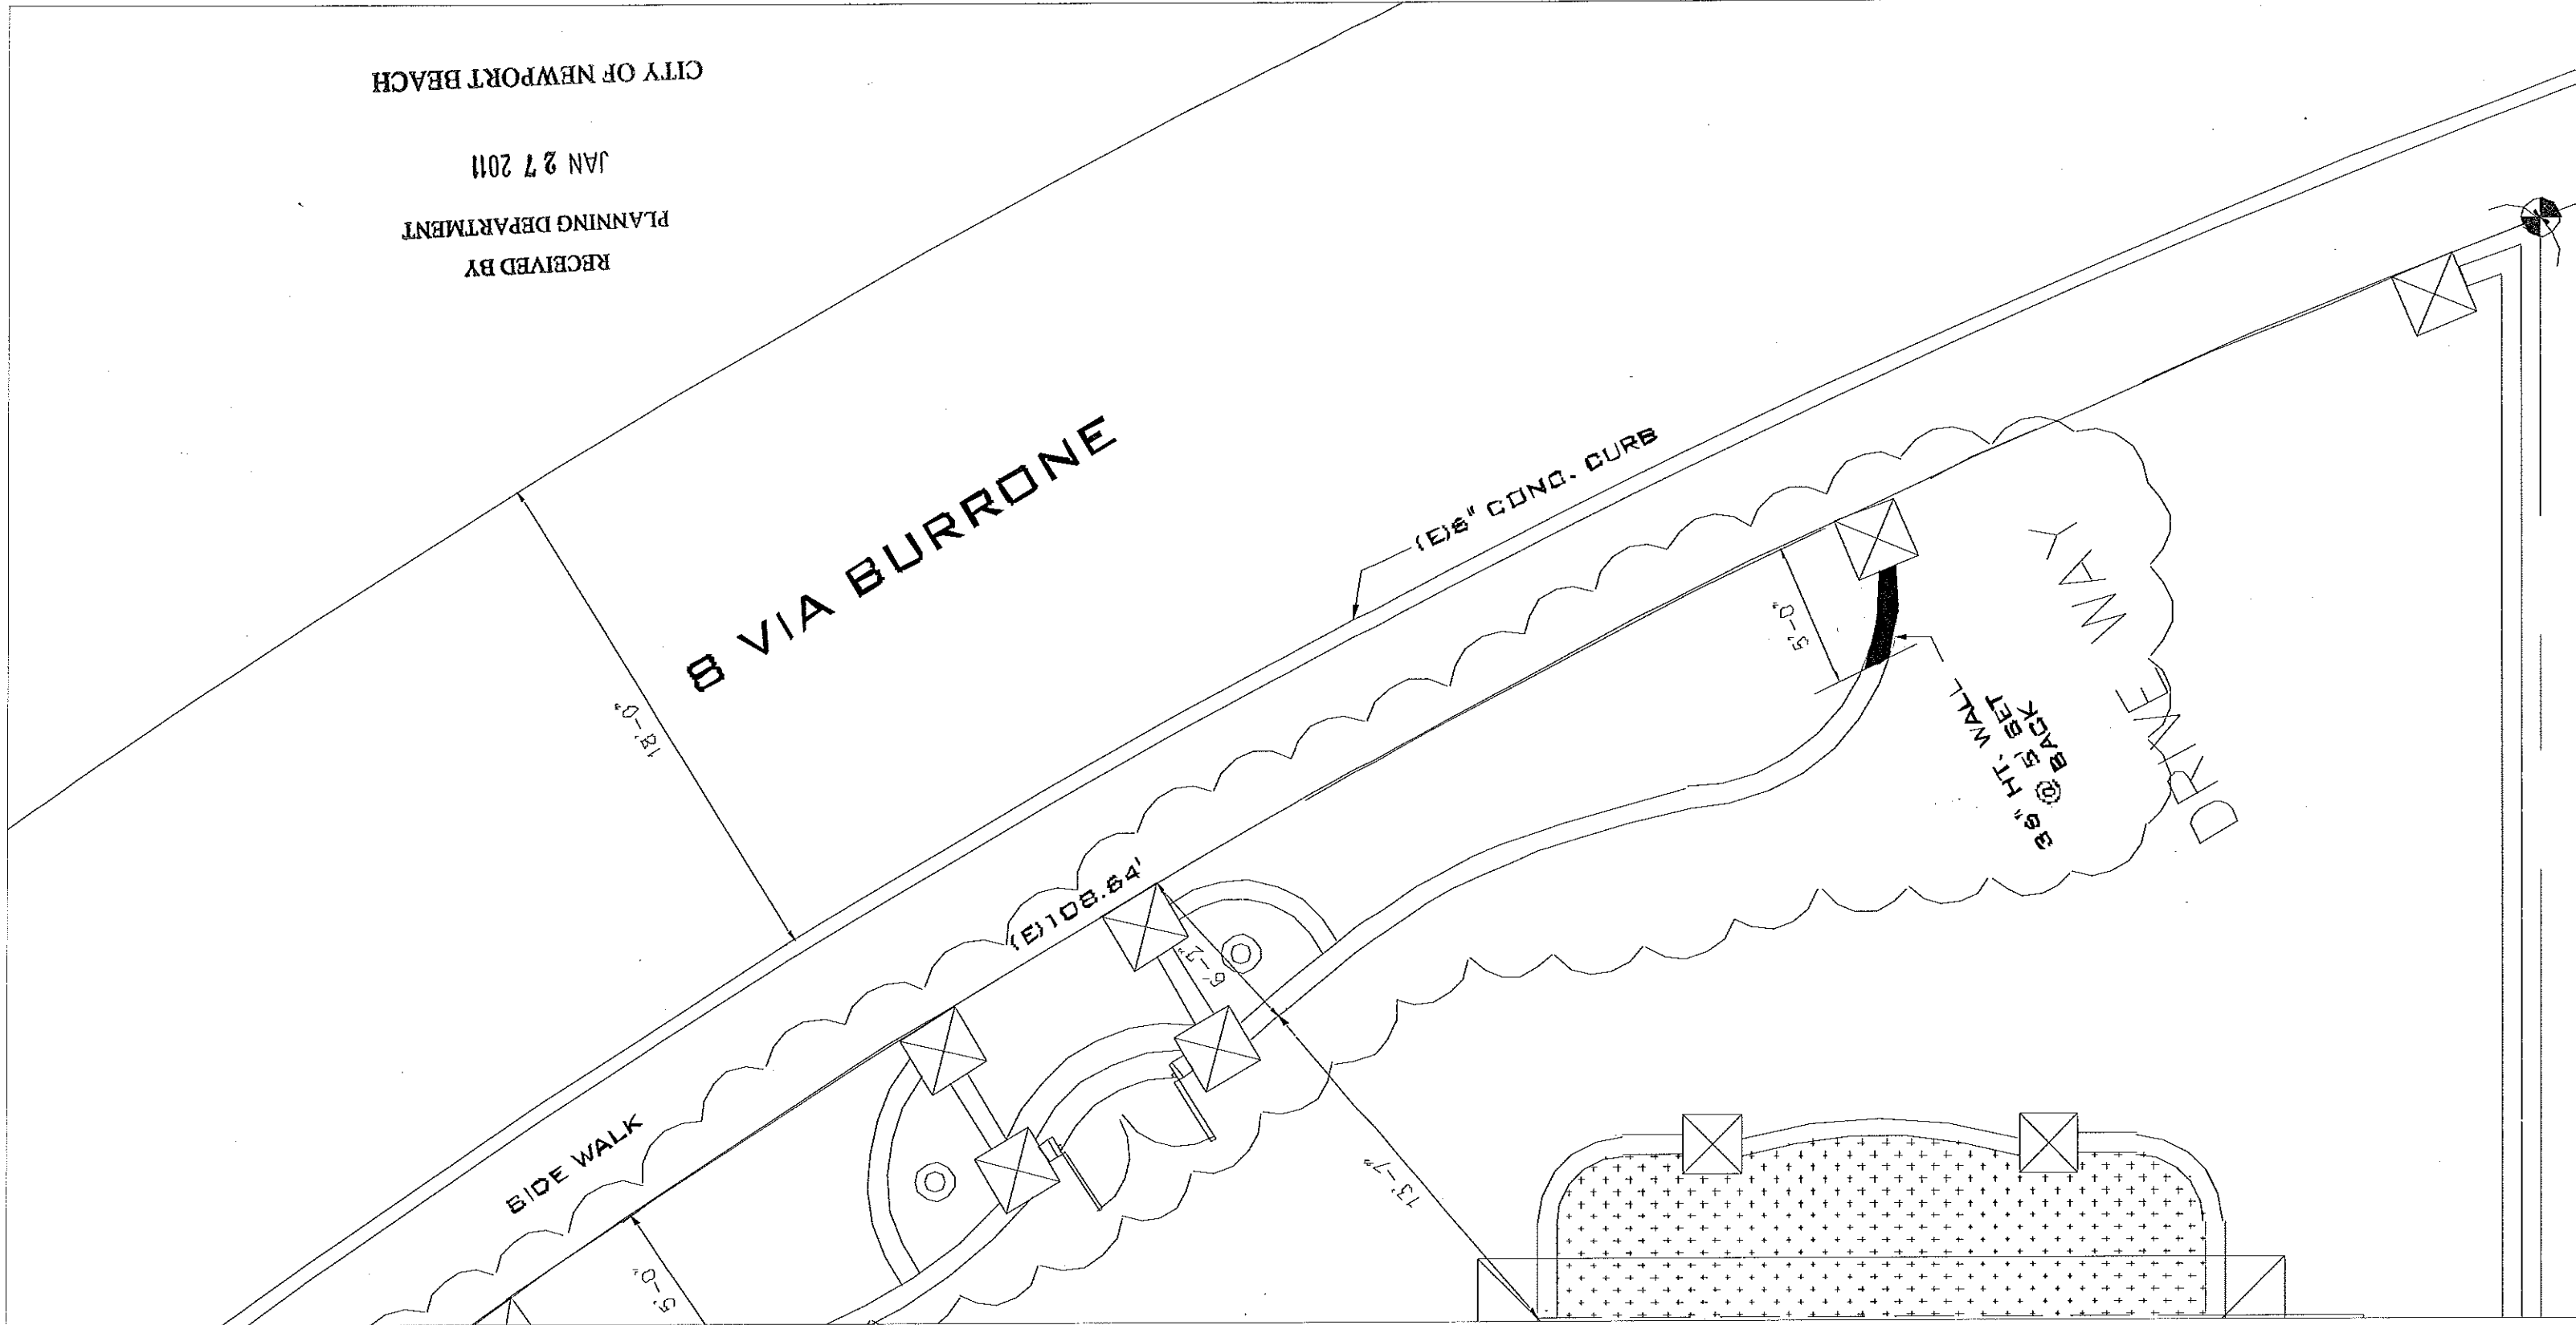 RECEIVED BY
PLANNING DEPARTMENT
JAN 27 2011
CITY OF NEWPORT BEACH
8 VIA BURRONE
(E)6" CONC. CURB
18'-0"
5'-0"
DRIVE WAY
36" HT. WALL
@ 5' SET
BACK
(E)108.64'
6'-2"
SIDE WALK
13'-7"
5'-0"